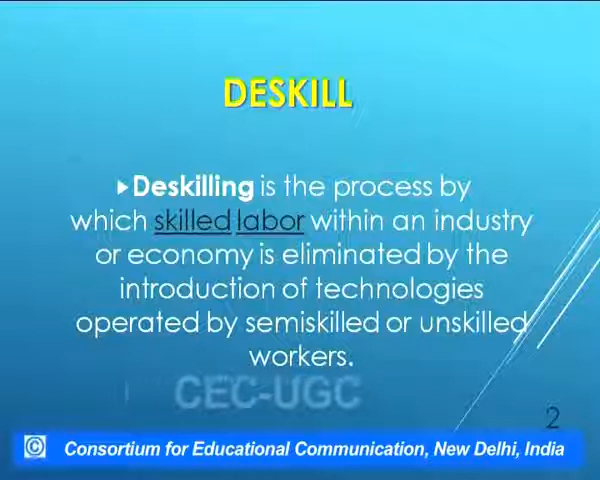 DESKILL
Deskilling is the process by
which skilled labor within an industry
or economy is eliminated by the
introduction of technologies
operated by semiskilled or unskilled
workers.
CEC-UGC
2
© Consortium for Educational Communication, New Delhi, India